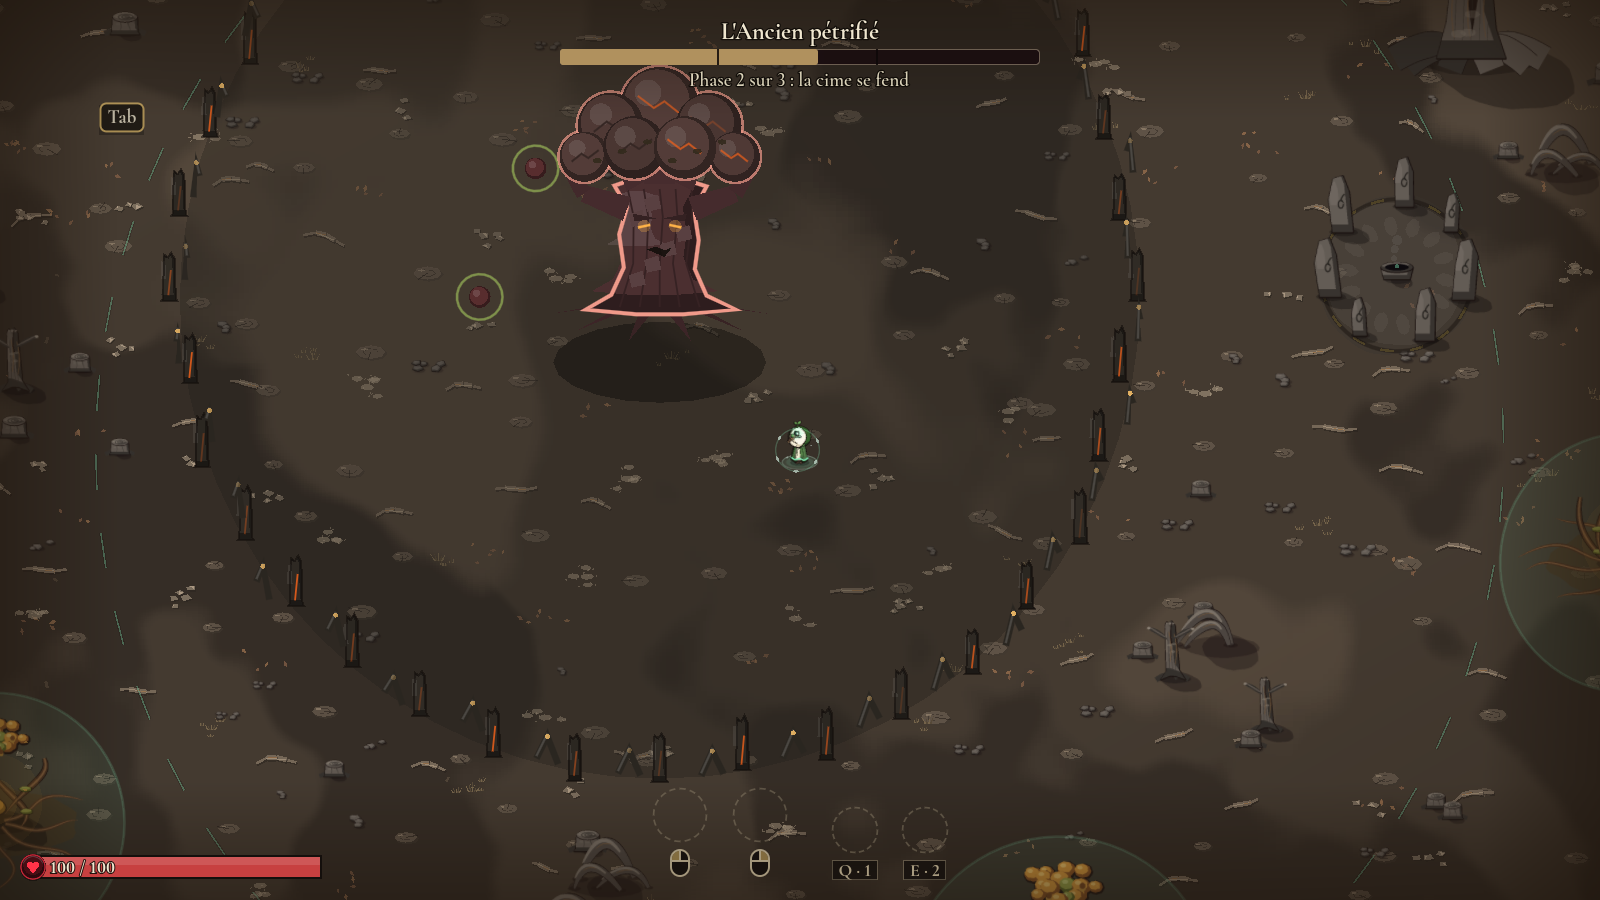 L'Ancien pétrifié
Phase 2 sur 3 : la cime se fend
Tab
100 / 100
Q · 1
E · 2